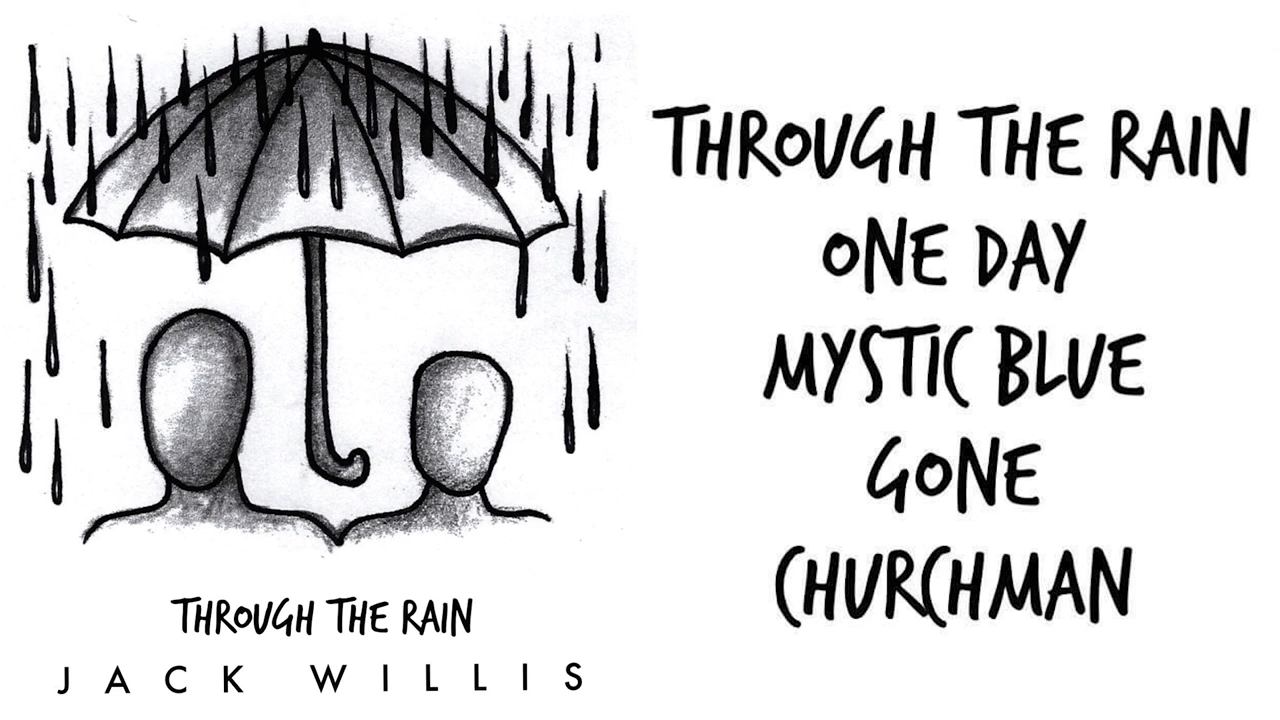 THROUGH THE RAIN
JACK WILLIS
THROUGH THE RAIN
ONE DAY
MYSTIC BLUE
GONE
CHURCHMAN